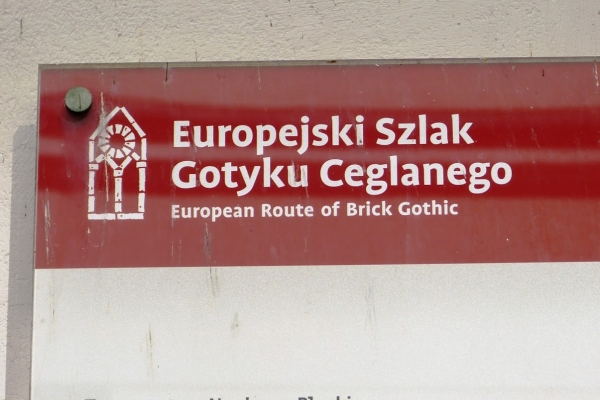 Europejski Szlak
Gotyku Ceglanego
European Route of Brick Gothic